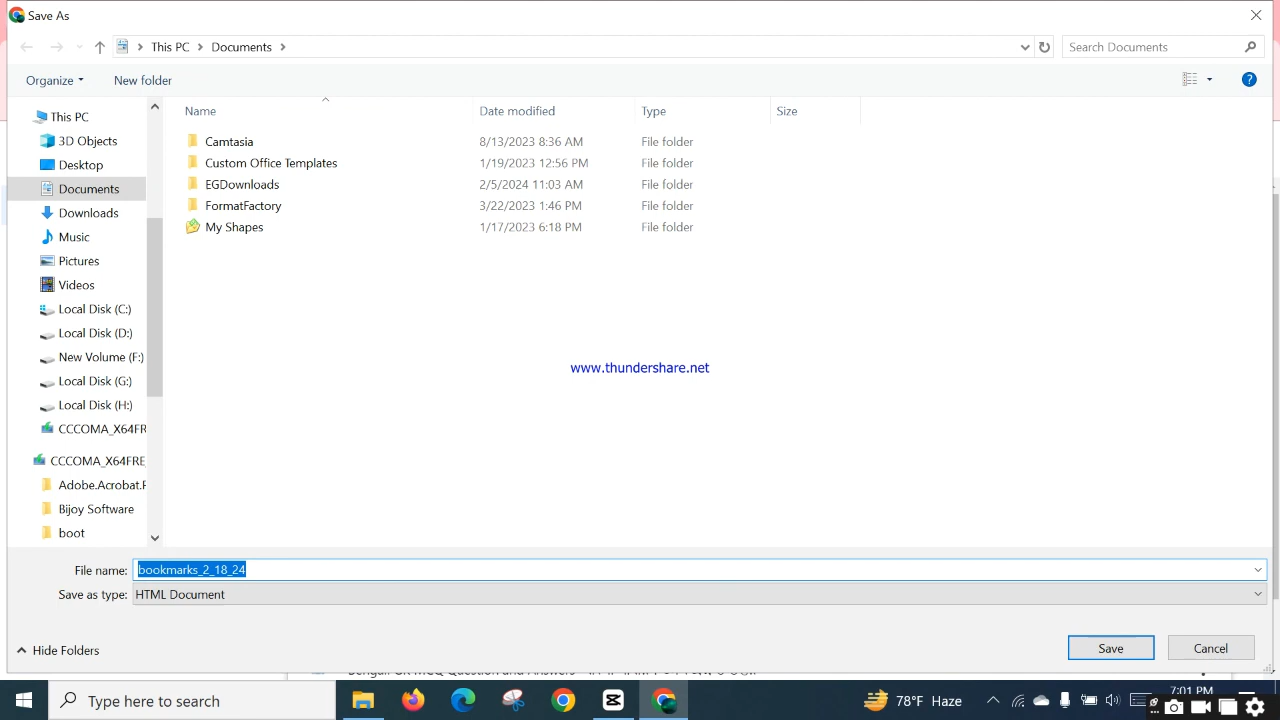 Save As
This PC
Documents
Search Documents
Organize
New folder
Name
Date modified
Type
Size
This PC
3D Objects
Desktop
Documents
Downloads
Music
Pictures
Videos
Local Disk (C:)
Local Disk (D:)
New Volume (F:)
Local Disk (G:)
Local Disk (H:)
CCCOMA_X64FR
CCCOMA_X64FRE
Adobe.Acrobat.
Bijoy Software
boot
Camtasia 8/13/2023 8:36 AM File folder
Custom Office Templates 1/19/2023 12:56 PM File folder
EGDownloads 2/5/2024 11:03 AM File folder
FormatFactory 3/22/2023 1:46 PM File folder
My Shapes 1/17/2023 6:18 PM File folder
www.thundershare.net
File name: bookmarks_2_18_24
Save as type: HTML Document
Hide Folders
Save
Cancel
Type here to search
78°F Haze
7:01 PM